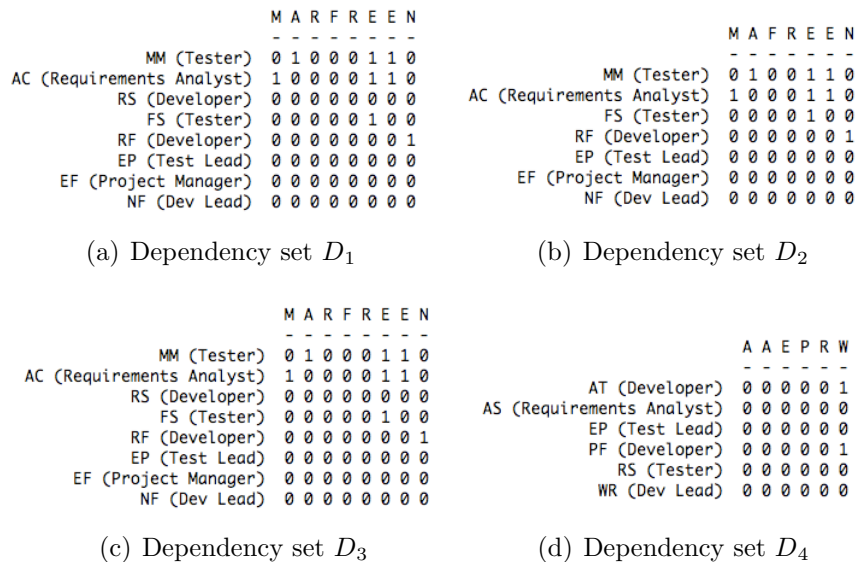 M A R F R E E N
- - - - - - - -
MM (Tester) 0 1 0 0 0 1 1 0
AC (Requirements Analyst) 1 0 0 0 0 1 1 0
RS (Developer) 0 0 0 0 0 0 0 0
FS (Tester) 0 0 0 0 0 1 0 0
RF (Developer) 0 0 0 0 0 0 0 1
EP (Test Lead) 0 0 0 0 0 0 0 0
EF (Project Manager) 0 0 0 0 0 0 0 0
NF (Dev Lead) 0 0 0 0 0 0 0 0
(a) Dependency set D1
M A F R E E N
- - - - - - -
MM (Tester) 0 1 0 0 1 1 0
AC (Requirements Analyst) 1 0 0 0 1 1 0
FS (Tester) 0 0 0 0 1 0 0
RF (Developer) 0 0 0 0 0 0 1
EP (Test Lead) 0 0 0 0 0 0 0
EF (Project Manager) 0 0 0 0 0 0 0
NF (Dev Lead) 0 0 0 0 0 0 0
(b) Dependency set D2
M A R F R E E N
- - - - - - - -
MM (Tester) 0 1 0 0 0 1 1 0
AC (Requirements Analyst) 1 0 0 0 0 1 1 0
RS (Developer) 0 0 0 0 0 0 0 0
FS (Tester) 0 0 0 0 0 1 0 0
RF (Developer) 0 0 0 0 0 0 0 1
EP (Test Lead) 0 0 0 0 0 0 0 0
EF (Project Manager) 0 0 0 0 0 0 0 0
NF (Dev Lead) 0 0 0 0 0 0 0 0
(c) Dependency set D3
A A E P R W
- - - - - -
AT (Developer) 0 0 0 0 0 1
AS (Requirements Analyst) 0 0 0 0 0 0
EP (Test Lead) 0 0 0 0 0 0
PF (Developer) 0 0 0 0 0 1
RS (Tester) 0 0 0 0 0 0
WR (Dev Lead) 0 0 0 0 0 0
(d) Dependency set D4